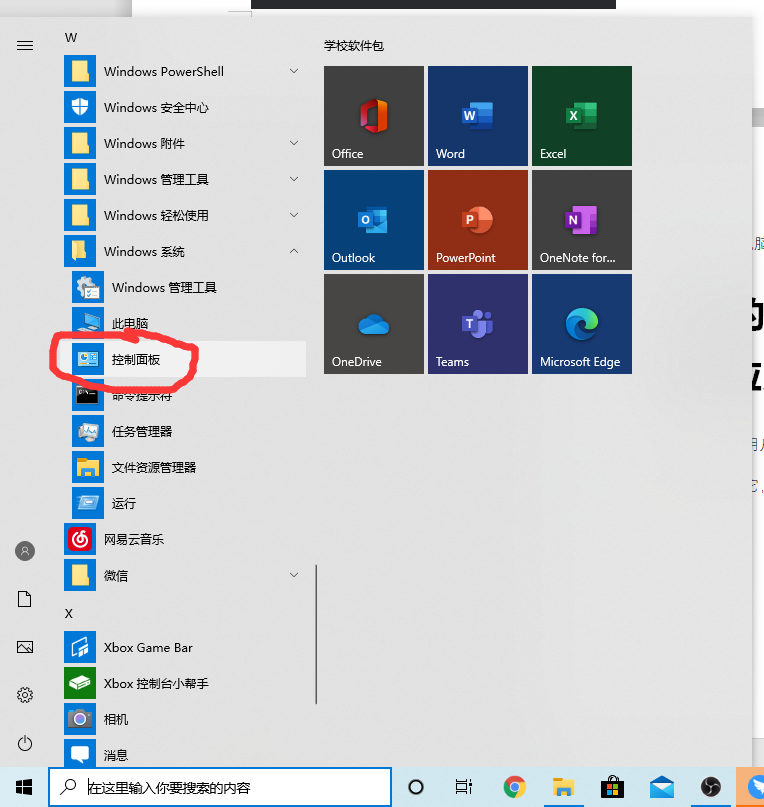 W
Windows PowerShell
Windows 安全中心
Windows 附件
Windows 管理工具
Windows 轻松使用
Windows 系统
Windows 管理工具
此电脑
控制面板
命令提示符
任务管理器
文件资源管理器
运行
网易云音乐
微信
X
Xbox Game Bar
Xbox 控制台小帮手
相机
消息
学校软件包
Office
Word
Excel
Outlook
PowerPoint
OneNote for...
OneDrive
Teams
Microsoft Edge
脑
的
在这里输入你要搜索的内容